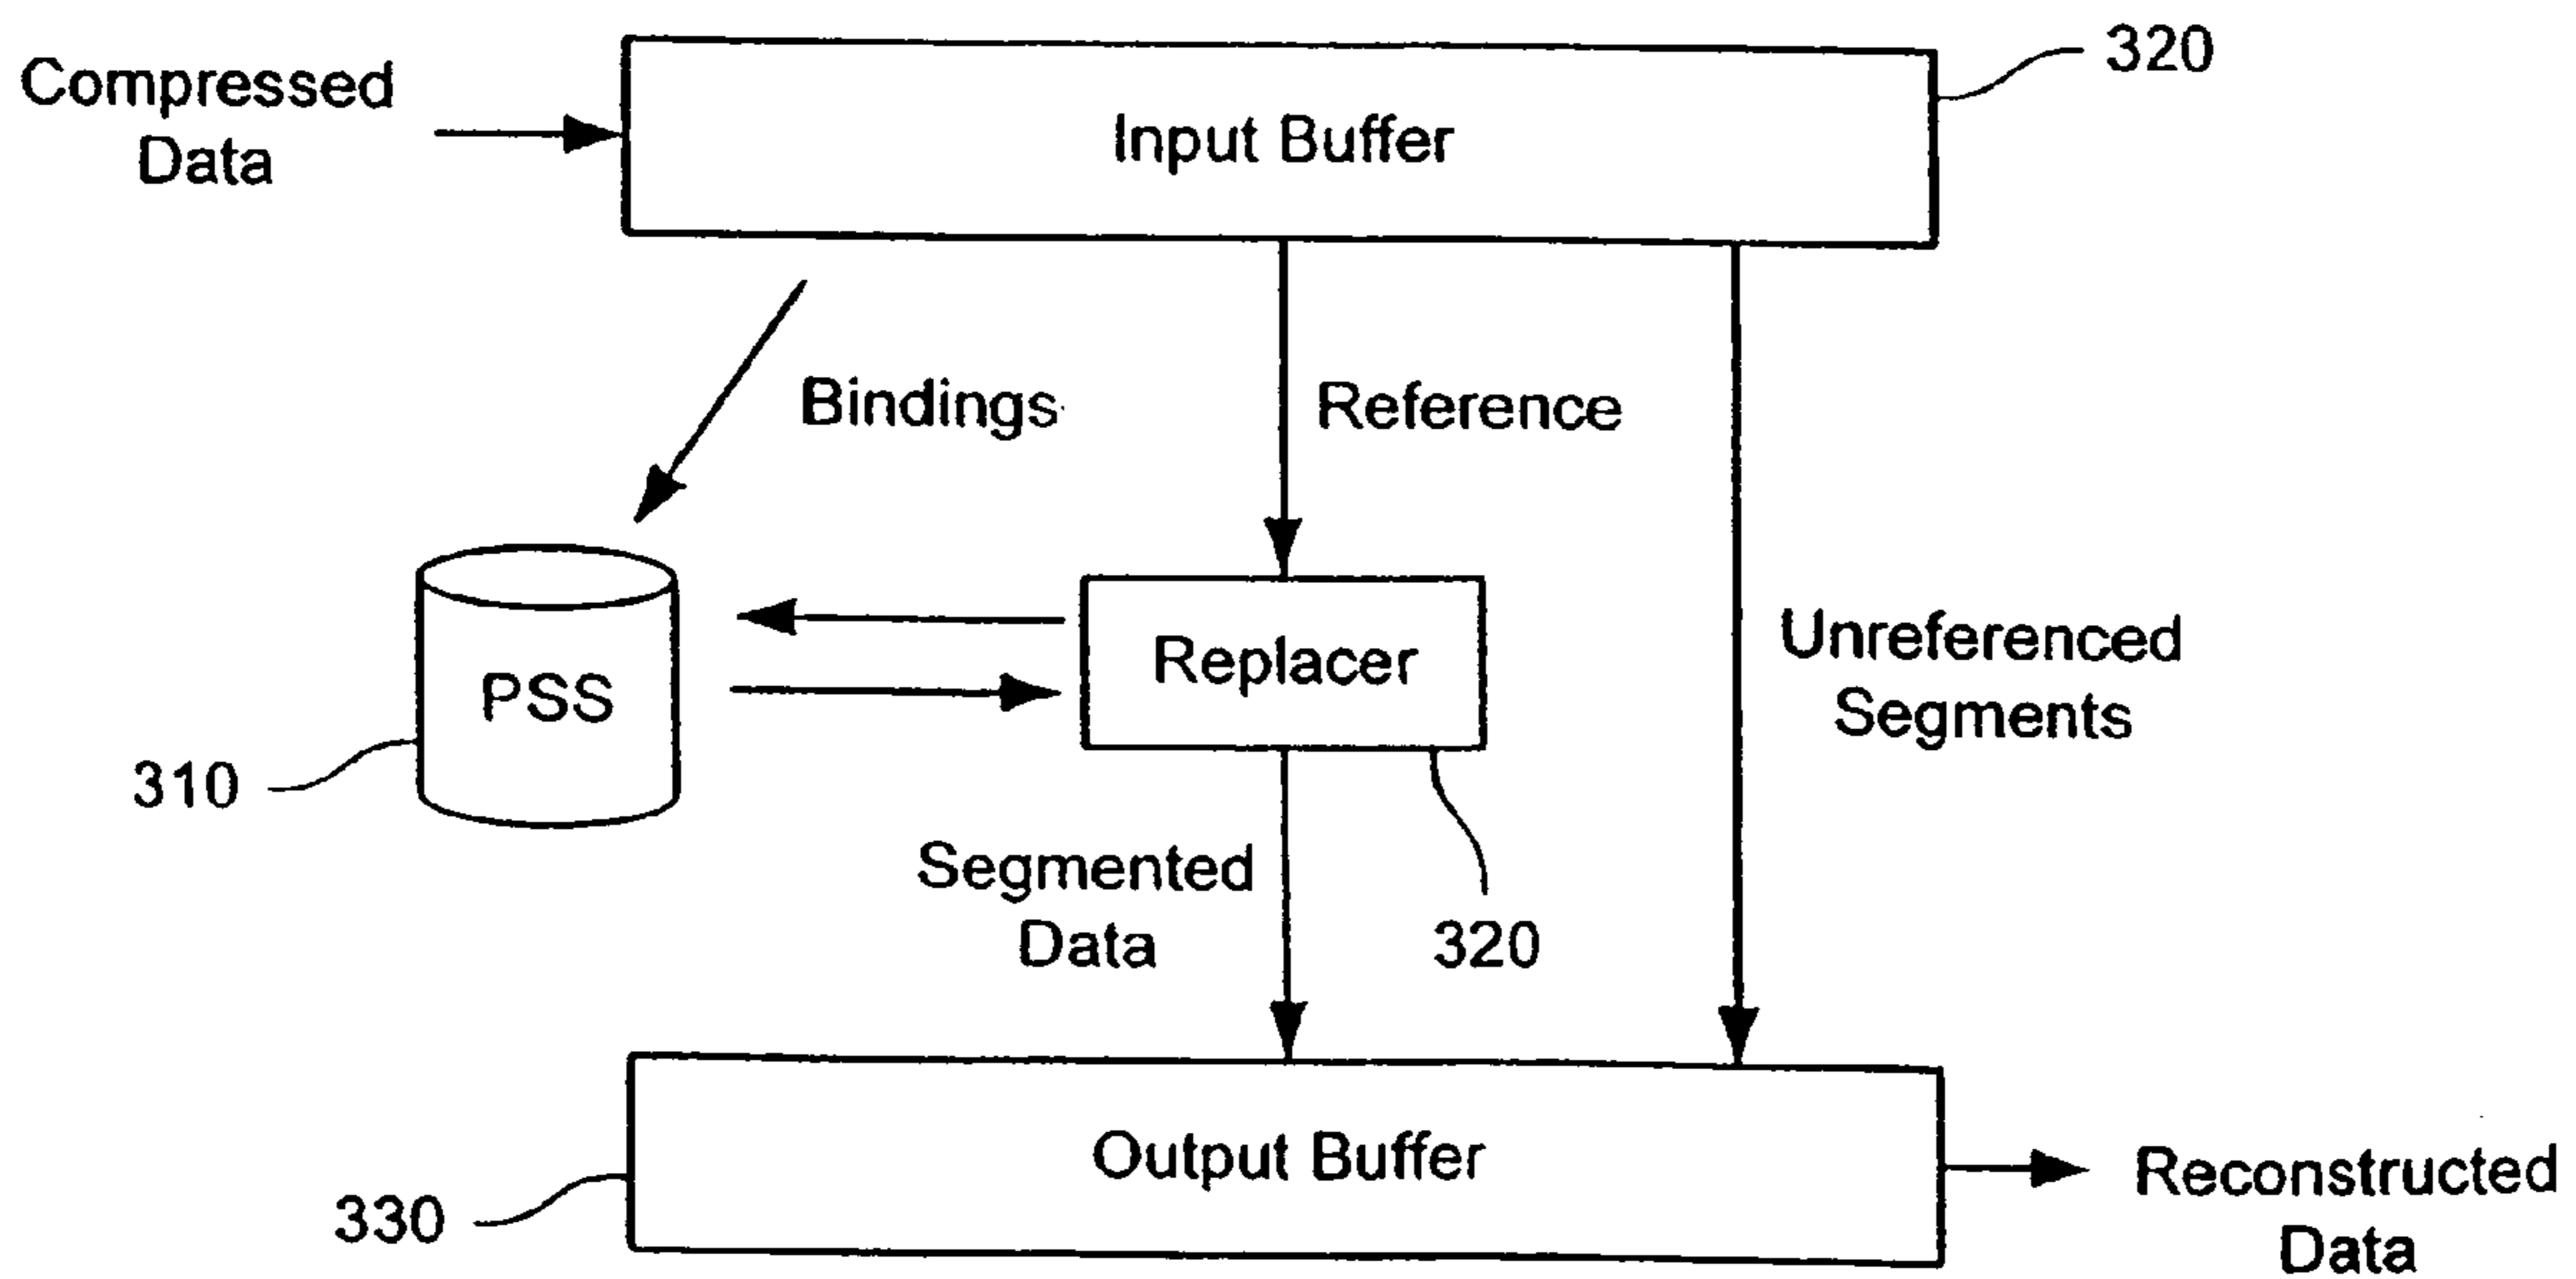 320
Compressed
Data
Input Buffer
Bindings
Reference
Unreferenced
Segments
Replacer
PSS
310
Segmented
Data
320
Output Buffer
330
Reconstructed
Data